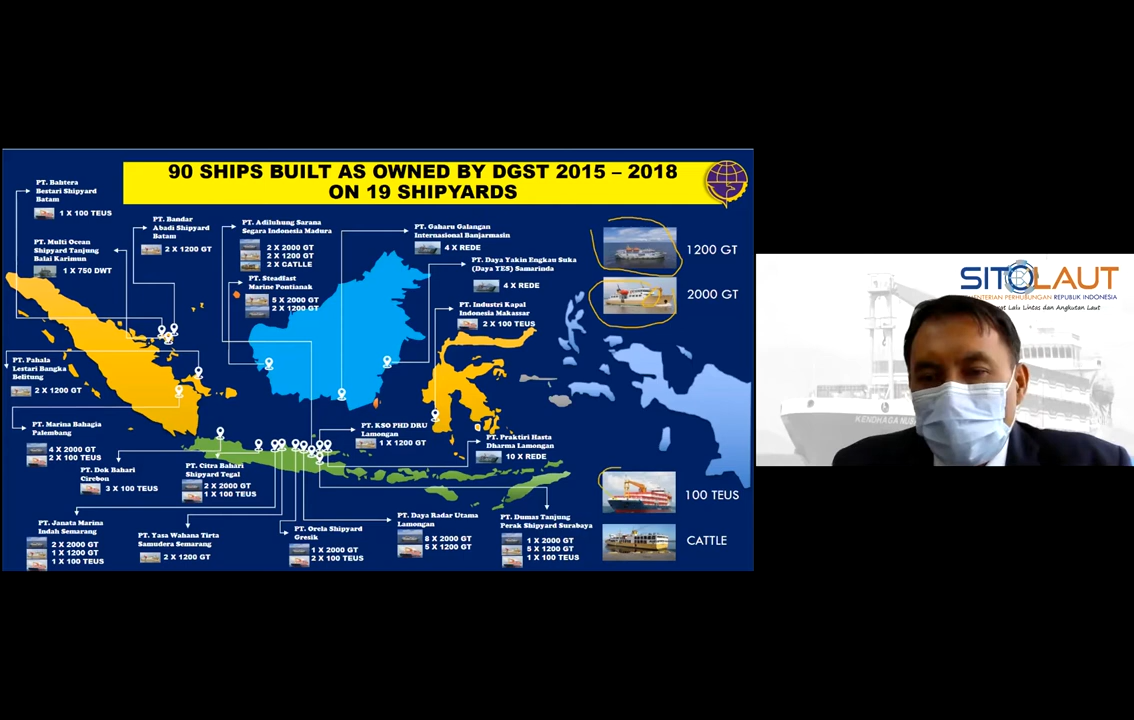 90 SHIPS BUILT AS OWNED BY DGST 2015 – 2018
ON 19 SHIPYARDS
PT. Bahtera
Bestari Shipyard
Batam
1 X 100 TEUS
PT. Multi Ocean
Shipyard Tanjung
Balai Karimun
1 X 750 DWT
PT. Bandar
Abadi Shipyard
Batam
2 X 1200 GT
PT. Adiluhung Sarana
Segara Indonesia Madura
2 X 2000 GT
2 X 1200 GT
2 X CATLLE
PT. Steadfast
Marine Pontianak
5 X 2000 GT
2 X 1200 GT
PT. Gaharu Galangan
Internasional Banjarmasin
4 X REDE
PT. Daya Yakin Engkau Suka
(Daya YES) Samarinda
4 X REDE
PT. Industri Kapal
Indonesia Makassar
2 X 100 TEUS
1200 GT
2000 GT
PT. Pahala
Lestari Bangka
Belitung
2 X 1200 GT
PT. Marina Bahagia
Palembang
4 X 2000 GT
2 X 100 TEUS
PT. Dok Bahari
Cirebon
3 X 100 TEUS
PT. Citra Bahari
Shipyard Tegal
2 X 2000 GT
1 X 100 TEUS
PT. KSO PHD DRU
Lamongan
1 X 1200 GT
PT. Praktiri Hasta
Dharma Lamongan
10 X REDE
100 TEUS
CATTLE
PT. Janata Marina
Indah Semarang
2 X 2000 GT
1 X 1200 GT
1 X 100 TEUS
PT. Yasa Wahana Tirta
Samudera Semarang
2 X 1200 GT
PT. Orela Shipyard
Gresik
1 X 2000 GT
2 X 100 TEUS
PT. Daya Radar Utama
Lamongan
8 X 2000 GT
5 X 1200 GT
PT. Dumas Tanjung
Perak Shipyard Surabaya
1 X 2000 GT
5 X 1200 GT
1 X 100 TEUS
SITOLAUT
PERHUBUNGAN REPUBLIK INDONESIA
Lalu Lintas dan Angkutan Laut
KENDHAGA